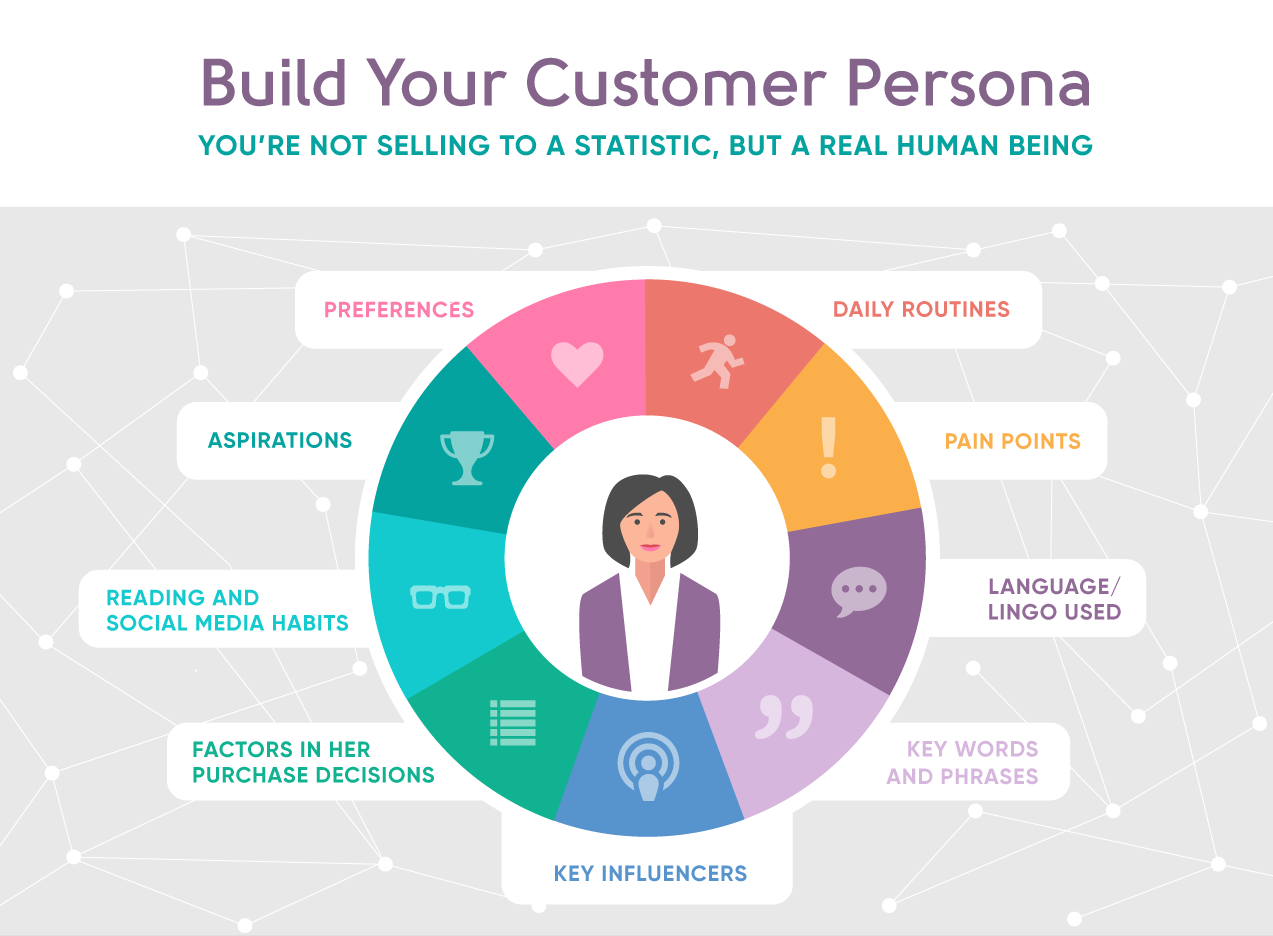 Build Your Customer Persona
YOU’RE NOT SELLING TO A STATISTIC, BUT A REAL HUMAN BEING
PREFERENCES
DAILY ROUTINES
ASPIRATIONS
PAIN POINTS
READING AND
SOCIAL MEDIA HABITS
LANGUAGE/
LINGO USED
FACTORS IN HER
PURCHASE DECISIONS
KEY WORDS
AND PHRASES
KEY INFLUENCERS